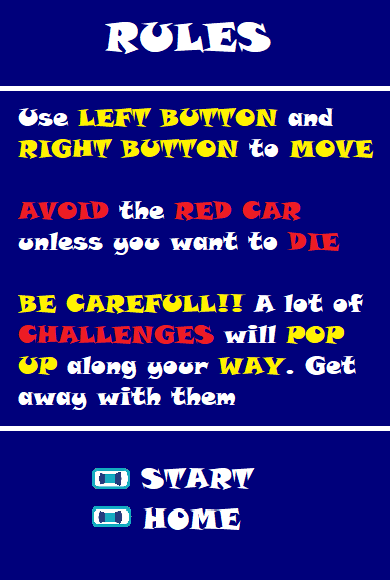 RULES
Use LEFT BUTTON and
RIGHT BUTTON to MOVE
AVOID the RED CAR
unless you want to DIE
BE CAREFULL!! A lot of
CHALLENGES will POP
UP along your WAY. Get
away with them
START
HOME